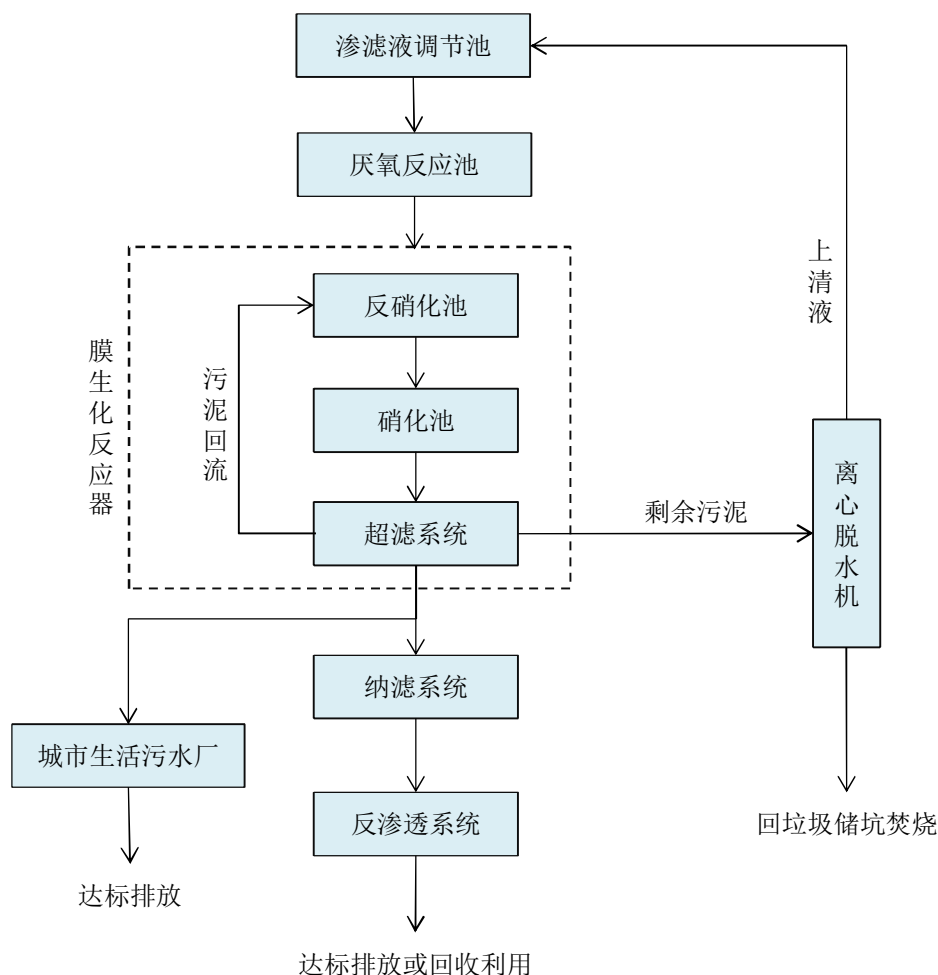 渗滤液调节池
厌氧反应池
上清液
反硝化池
膜生化反应器
污泥回流
硝化池
离心脱水机
剩余污泥
超滤系统
纳滤系统
城市生活污水厂
反渗透系统
回垃圾储坑焚烧
达标排放
达标排放或回收利用